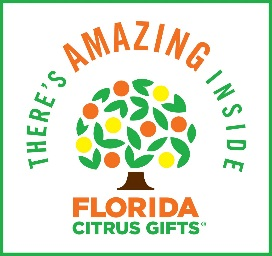 THERE'S AMAZING INSIDE
FLORIDA
CITRUS GIFTS®